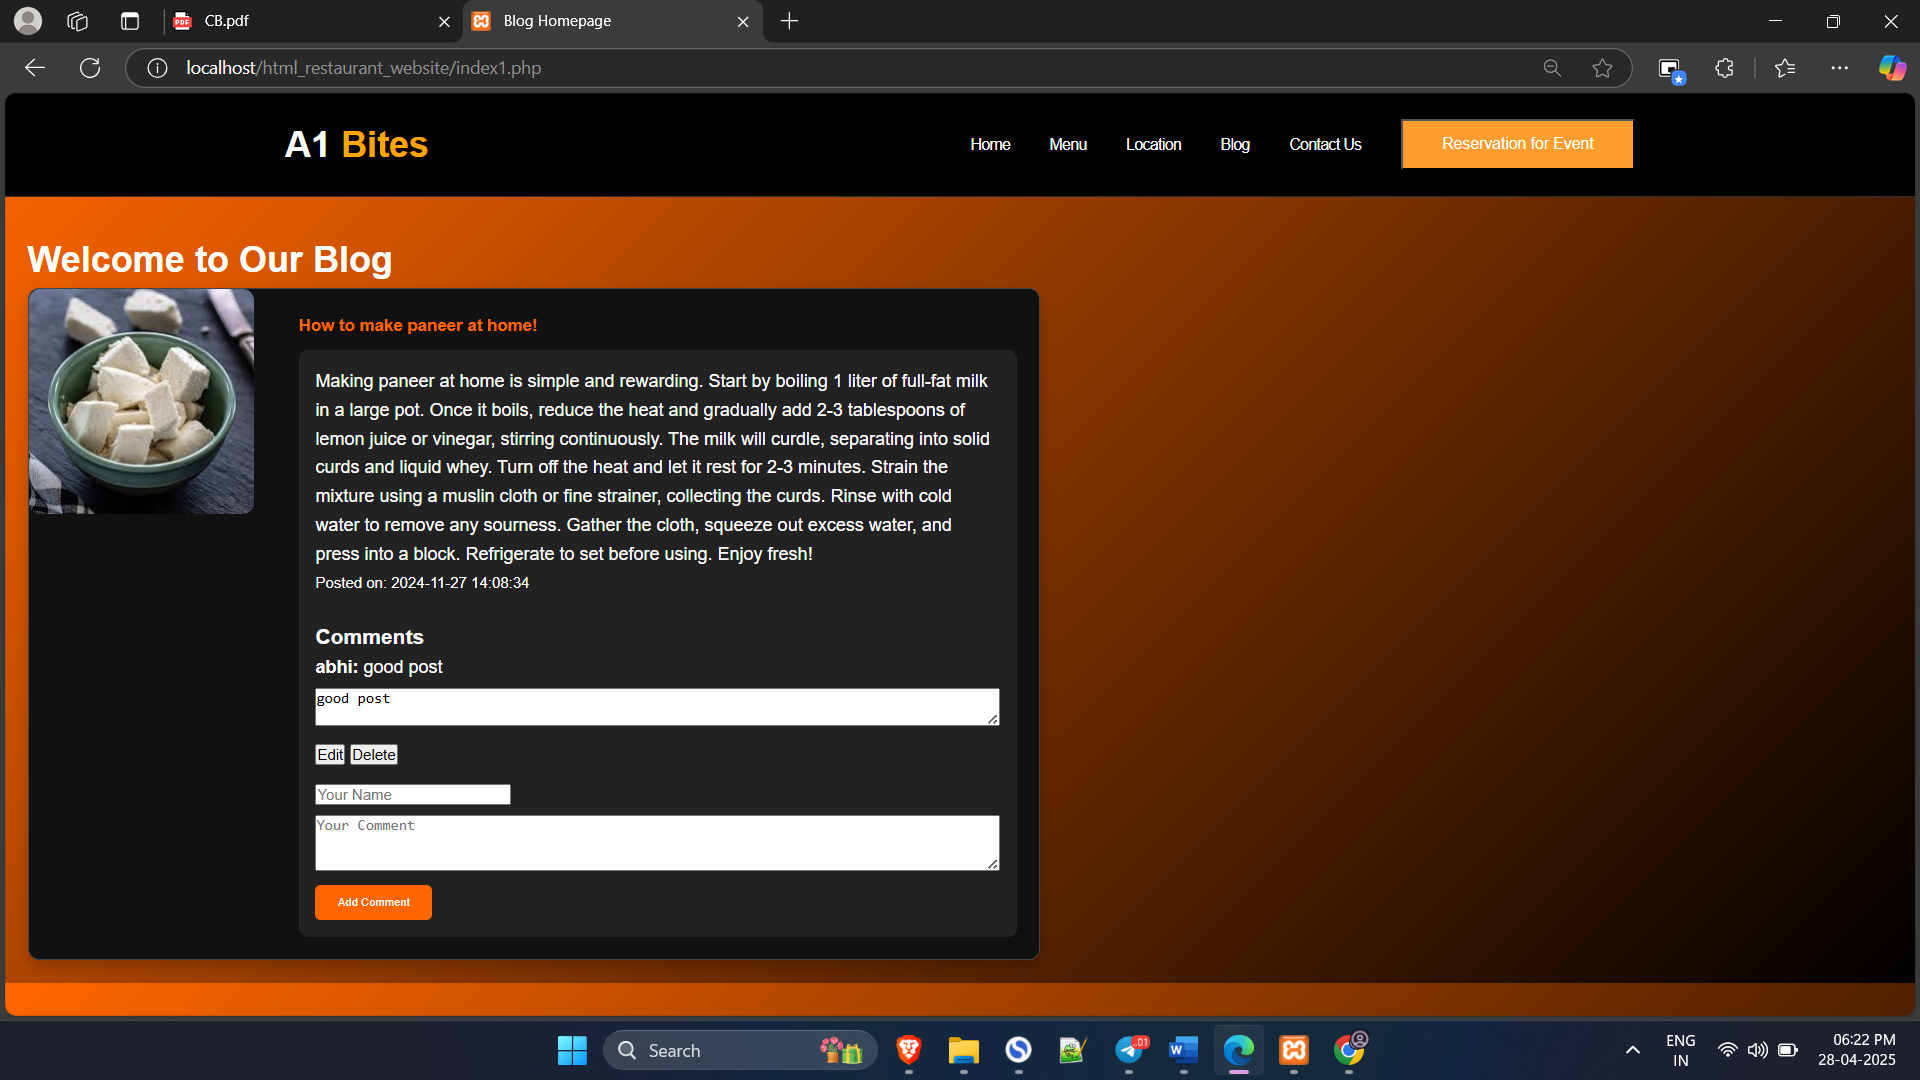 CB.pdf
Blog Homepage
localhost/html_restaurant_website/index1.php
A1 Bites
Home
Menu
Location
Blog
Contact Us
Reservation for Event
Welcome to Our Blog
How to make paneer at home!
Making paneer at home is simple and rewarding. Start by boiling 1 liter of full-fat milk
in a large pot. Once it boils, reduce the heat and gradually add 2-3 tablespoons of
lemon juice or vinegar, stirring continuously. The milk will curdle, separating into solid
curds and liquid whey. Turn off the heat and let it rest for 2-3 minutes. Strain the
mixture using a muslin cloth or fine strainer, collecting the curds. Rinse with cold
water to remove any sourness. Gather the cloth, squeeze out excess water, and
press into a block. Refrigerate to set before using. Enjoy fresh!
Posted on: 2024-11-27 14:08:34
Comments
abhi: good post
good post
Edit
Delete
Your Name
Your Comment
Add Comment
Search
.01
ENG
IN
06:22 PM
28-04-2025